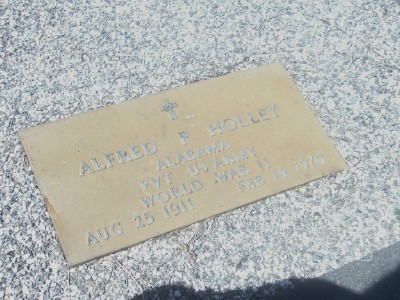 ALFRED P HOLLEY
ALABAMA
PVT US ARMY
WORLD WAR II
AUG 25 1911 FEB 14 1970